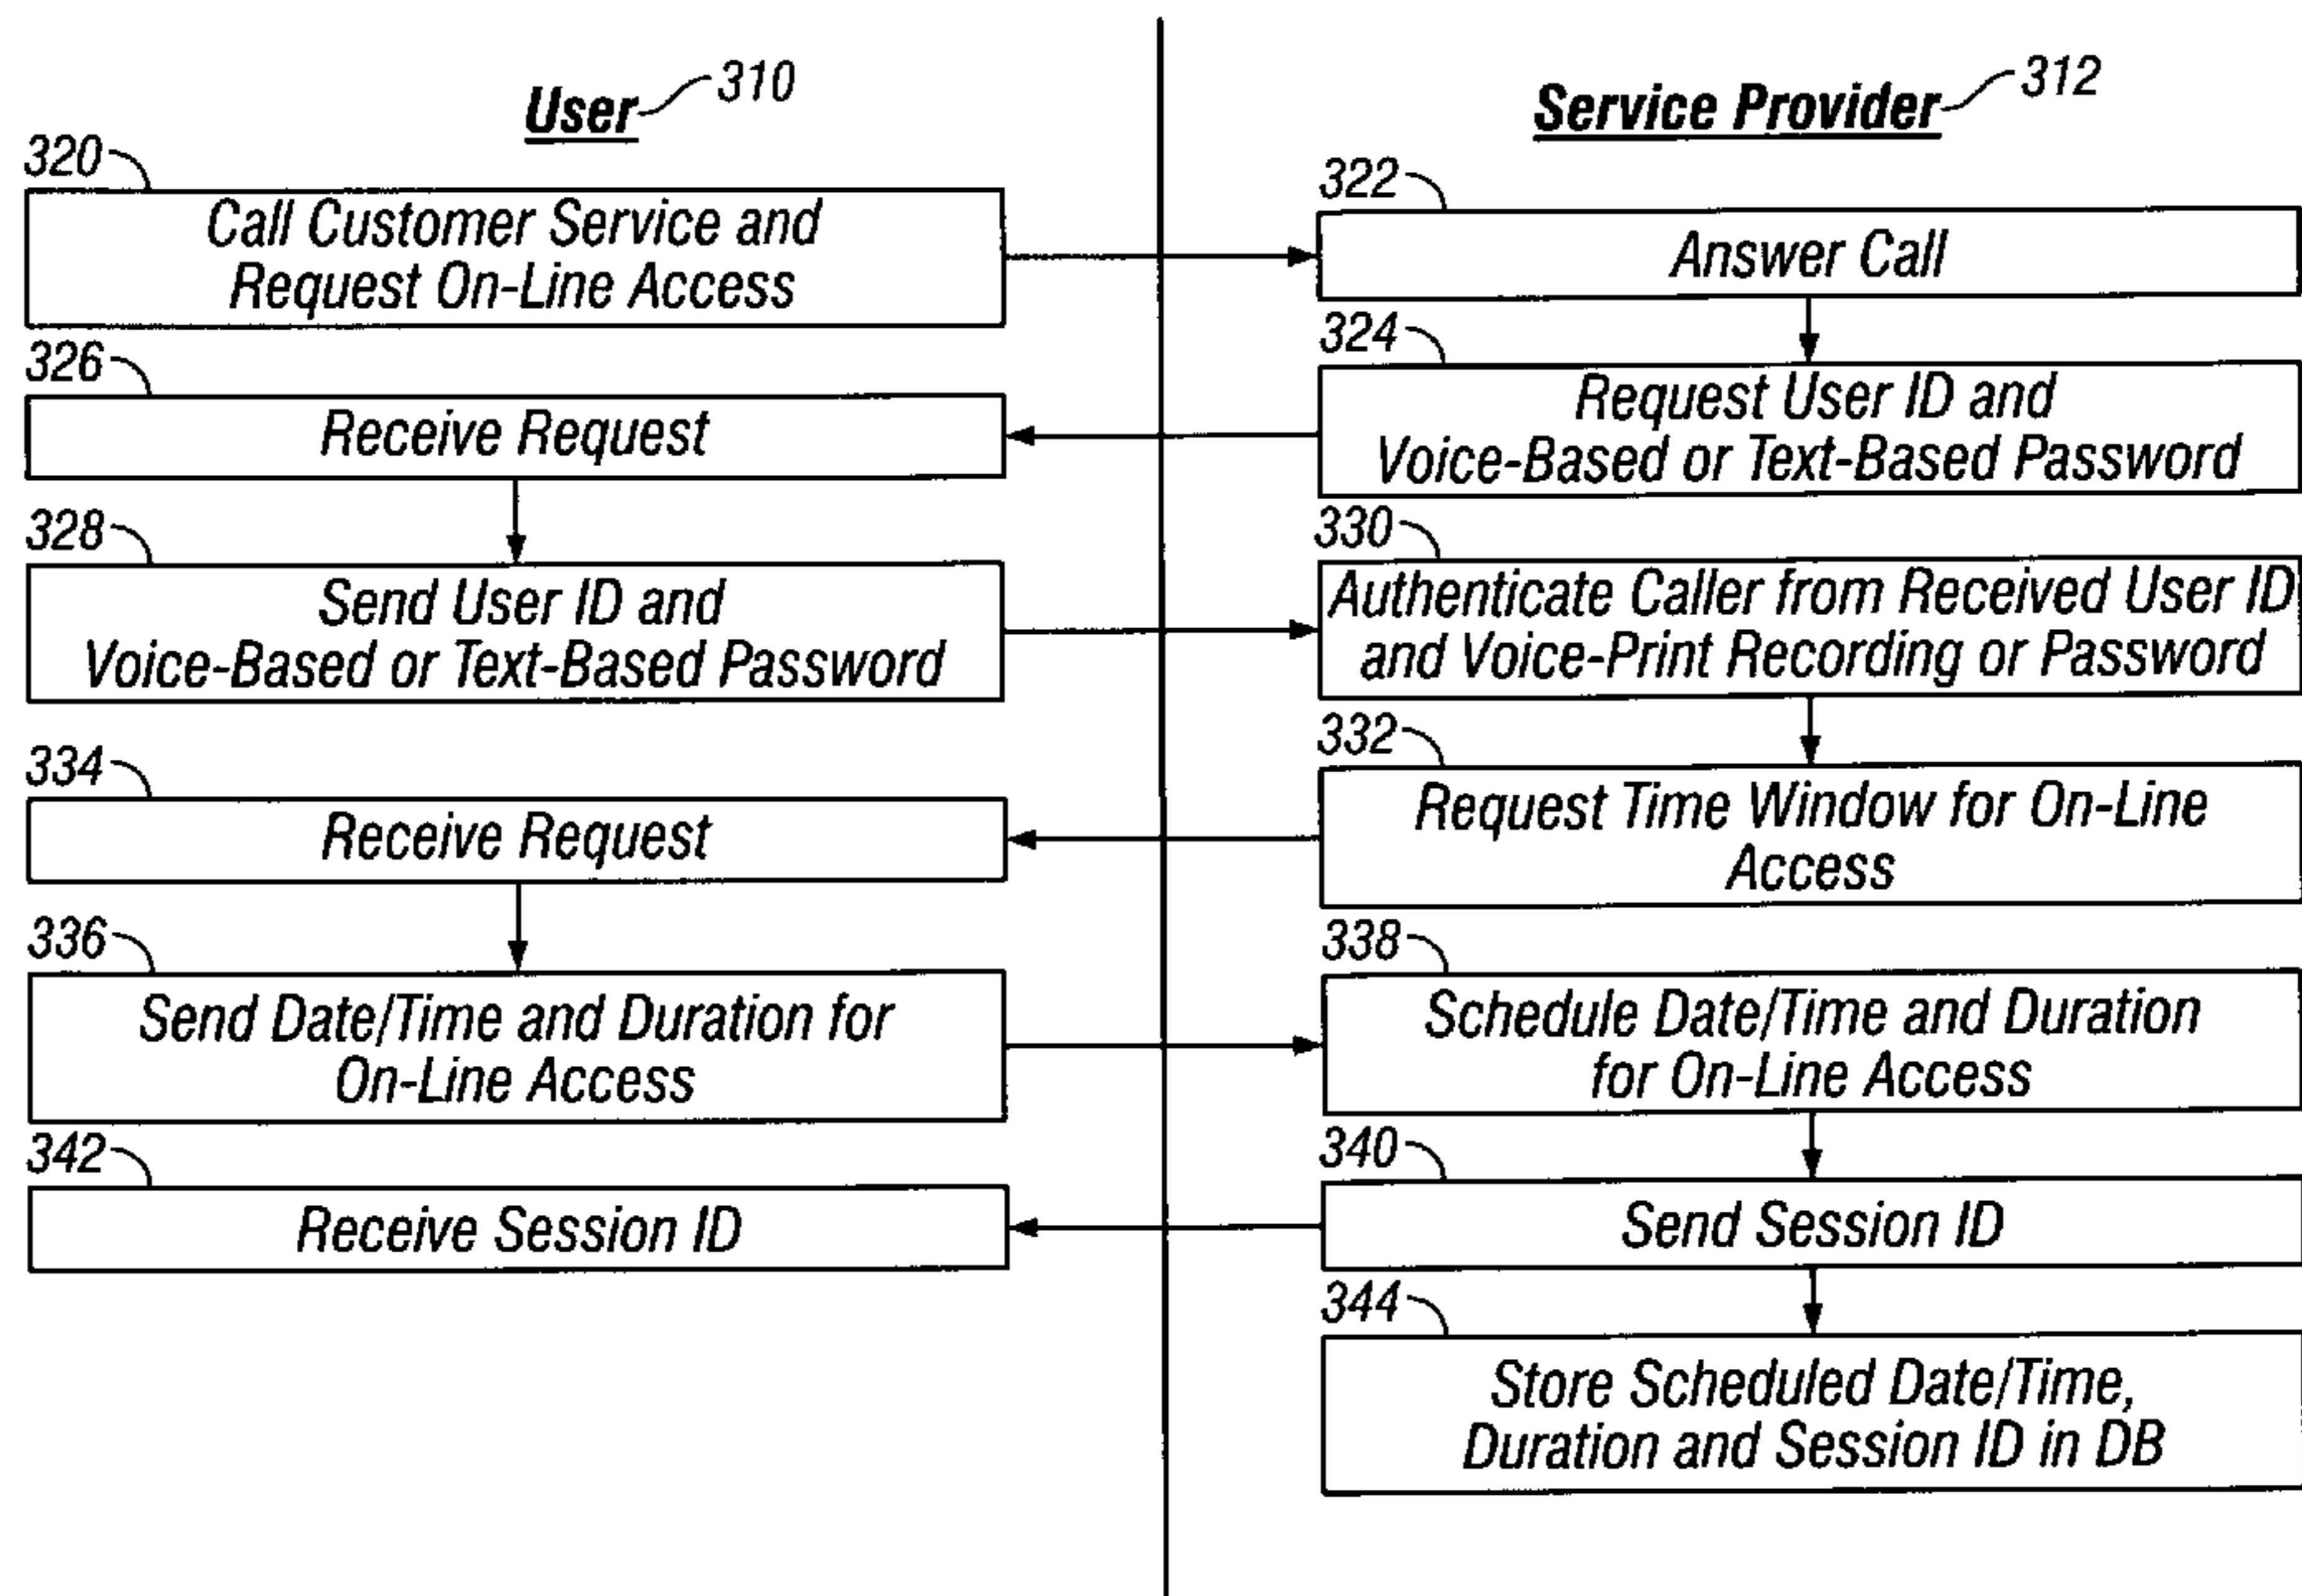 User 310
Service Provider 312
320
Call Customer Service and
Request On-Line Access
322
Answer Call
324
Request User ID and
Voice-Based or Text-Based Password
326
Receive Request
328
Send User ID and
Voice-Based or Text-Based Password
330
Authenticate Caller from Received User ID
and Voice-Print Recording or Password
332
Request Time Window for On-Line
Access
334
Receive Request
336
Send Date/Time and Duration for
On-Line Access
338
Schedule Date/Time and Duration
for On-Line Access
340
Send Session ID
342
Receive Session ID
344
Store Scheduled Date/Time,
Duration and Session ID in DB